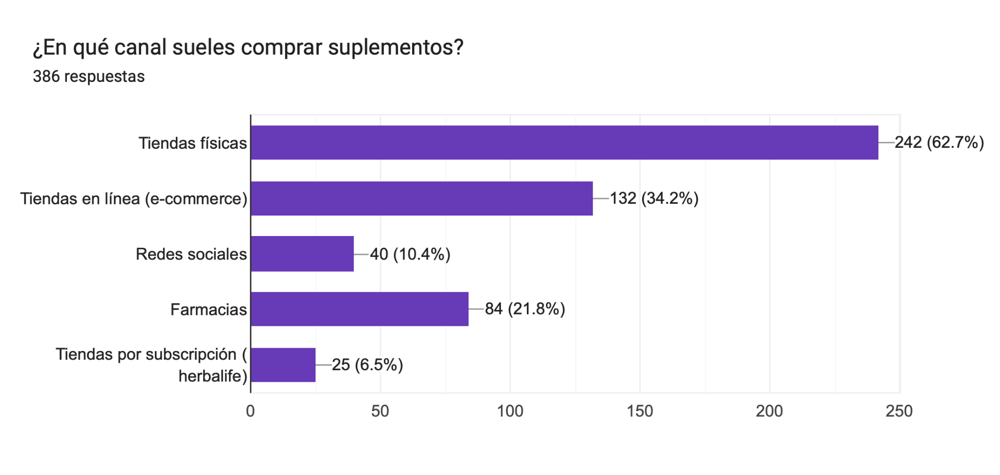 ¿En qué canal sueles comprar suplementos?
386 respuestas
Tiendas físicas
242 (62.7%)
Tiendas en línea (e-commerce)
132 (34.2%)
Redes sociales
40 (10.4%)
Farmacias
84 (21.8%)
Tiendas por subscripción (
herbalife)
25 (6.5%)
0 50 100 150 200 250